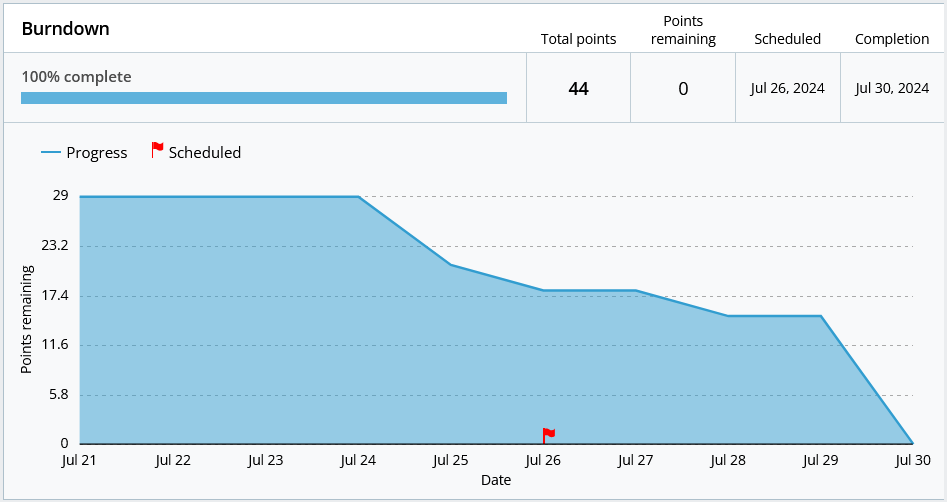 Burndown
Total points
Points
remaining
Scheduled
Completion
100% complete
44
0
Jul 26, 2024
Jul 30, 2024
Progress
Scheduled
29
23.2
17.4
11.6
5.8
0
Points remaining
Jul 21
Jul 22
Jul 23
Jul 24
Jul 25
Jul 26
Jul 27
Jul 28
Jul 29
Jul 30
Date